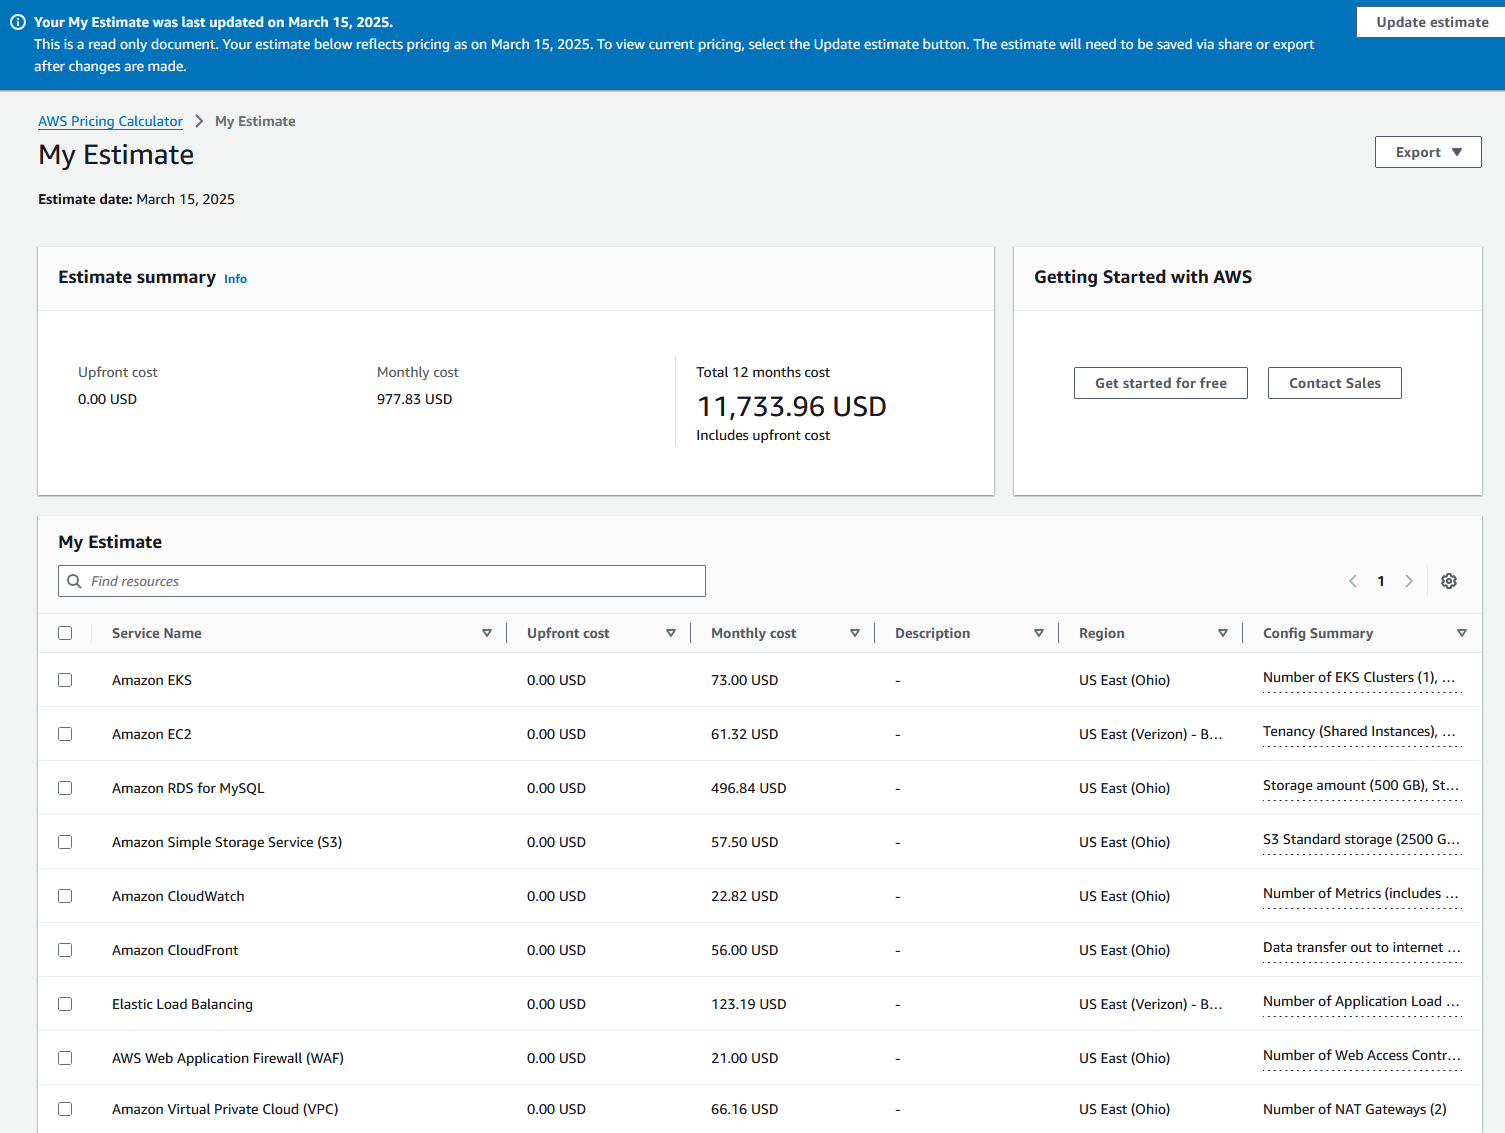 Your My Estimate was last updated on March 15, 2025.
Update estimate
This is a read only document. Your estimate below reflects pricing as on March 15, 2025. To view current pricing, select the Update estimate button. The estimate will need to be saved via share or export
after changes are made.
AWS Pricing Calculator > My Estimate
My Estimate
Export
Estimate date: March 15, 2025
Estimate summary Info
Getting Started with AWS
Upfront cost
0.00 USD
Monthly cost
977.83 USD
Total 12 months cost
11,733.96 USD
Includes upfront cost
Get started for free
Contact Sales
My Estimate
Find resources
1
Service Name Upfront cost Monthly cost Description Region Config Summary
Amazon EKS 0.00 USD 73.00 USD - US East (Ohio) Number of EKS Clusters (1), ...
Amazon EC2 0.00 USD 61.32 USD - US East (Verizon) - B... Tenancy (Shared Instances), ...
Amazon RDS for MySQL 0.00 USD 496.84 USD - US East (Ohio) Storage amount (500 GB), St...
Amazon Simple Storage Service (S3) 0.00 USD 57.50 USD - US East (Ohio) S3 Standard storage (2500 G...
Amazon CloudWatch 0.00 USD 22.82 USD - US East (Ohio) Number of Metrics (includes ...
Amazon CloudFront 0.00 USD 56.00 USD - US East (Ohio) Data transfer out to internet ...
Elastic Load Balancing 0.00 USD 123.19 USD - US East (Verizon) - B... Number of Application Load ...
AWS Web Application Firewall (WAF) 0.00 USD 21.00 USD - US East (Ohio) Number of Web Access Contr...
Amazon Virtual Private Cloud (VPC) 0.00 USD 66.16 USD - US East (Ohio) Number of NAT Gateways (2)